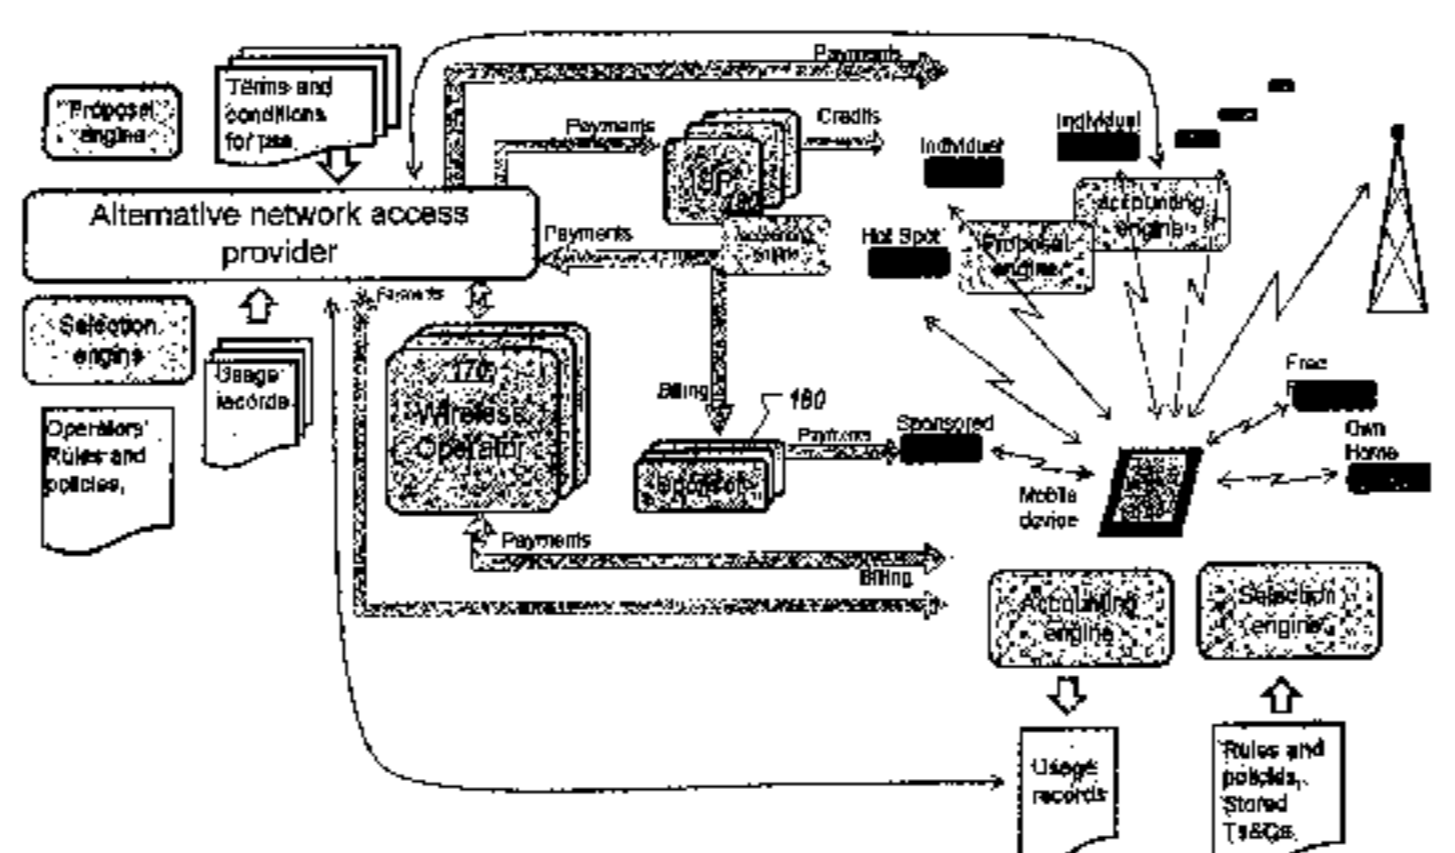 Payments
Terms and
conditions
for use
Proposal
engine
Payments
Credits
Individual
Individual
Alternative network access
provider
accounting
engine
Payments
Hot Spot
Proposal
engine
accounting
engine
Payments
Selection
engine
Usage
records
170
Wireless
Operator
Billing
180
Free
Operators'
Rules and
policies,
Sponsored
Payments
Own
Home
Sponsor
Mobile
device
Payments
Billing
Accounting
engine
Selection
engine
Usage
records
Rules and
policies,
Stored
Ts&Cs